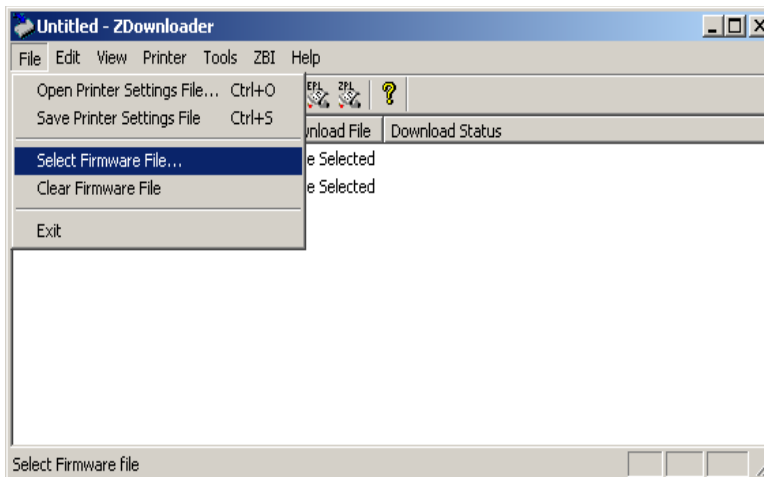 Untitled - ZDownloader
File Edit View Printer Tools ZBI Help
Open Printer Settings File... Ctrl+O
Save Printer Settings File Ctrl+S
EPL ZPL
nload File Download Status
Select Firmware File...
e Selected
Clear Firmware File
e Selected
Exit
Select Firmware file